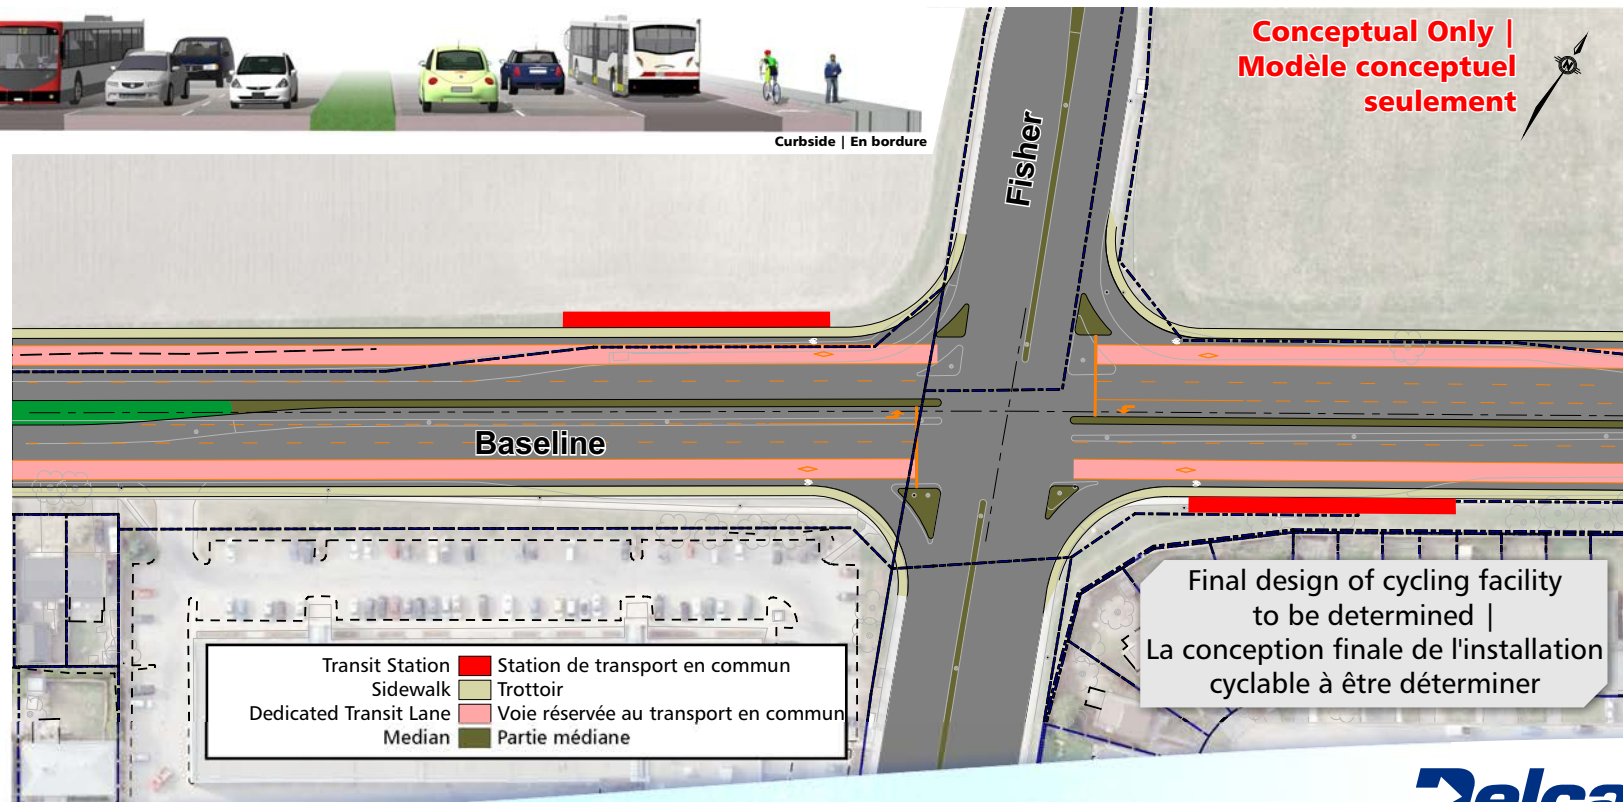 Conceptual Only |
Modèle conceptuel
seulement
N
Curbside | En bordure
Fisher
Baseline
Final design of cycling facility
to be determined |
La conception finale de l'installation
cyclable à être déterminer
Transit Station Station de transport en commun
Sidewalk Trottoir
Dedicated Transit Lane Voie réservée au transport en commun
Median Partie médiane